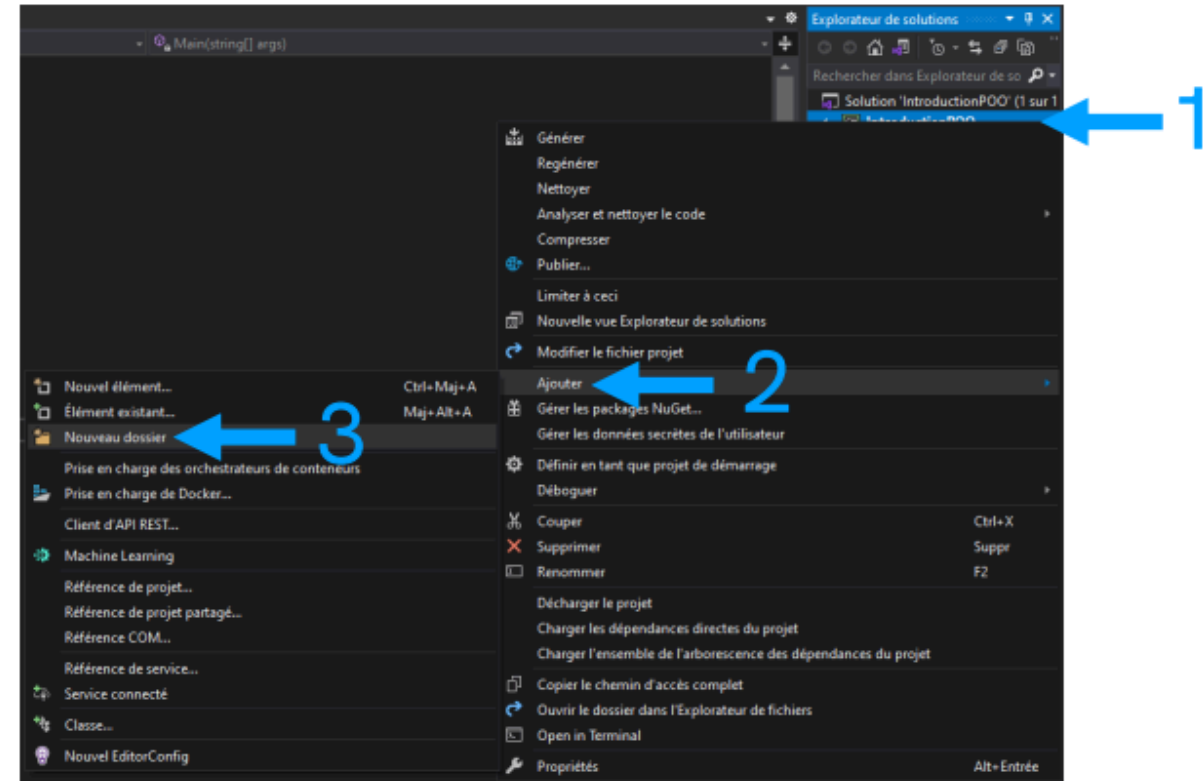 Explorateur de solutions
Main(string[] args)
Rechercher dans Explorateur de so
Solution 'IntroductionPOO' (1 sur 1
IntroductionPOO
1
Générer
Regénérer
Nettoyer
Analyser et nettoyer le code
Compresser
Publier...
Limiter à ceci
Nouvelle vue Explorateur de solutions
Modifier le fichier projet
Ajouter
2
Gérer les packages NuGet...
Gérer les données secrètes de l'utilisateur
Définir en tant que projet de démarrage
Déboguer
Couper Ctrl+X
Supprimer Suppr
Renommer F2
Décharger le projet
Charger les dépendances directes du projet
Charger l'ensemble de l'arborescence des dépendances du projet
Copier le chemin d'accès complet
Ouvrir le dossier dans l'Explorateur de fichiers
Open in Terminal
Propriétés Alt+Entrée
Nouvel élément... Ctrl+Maj+A
Élément existant... Maj+Alt+A
Nouveau dossier
3
Prise en charge des orchestrateurs de conteneurs
Prise en charge de Docker...
Client d'API REST...
Machine Learning
Référence de projet...
Référence de projet partagé...
Référence COM...
Référence de service...
Service connecté
Classe...
Nouvel EditorConfig